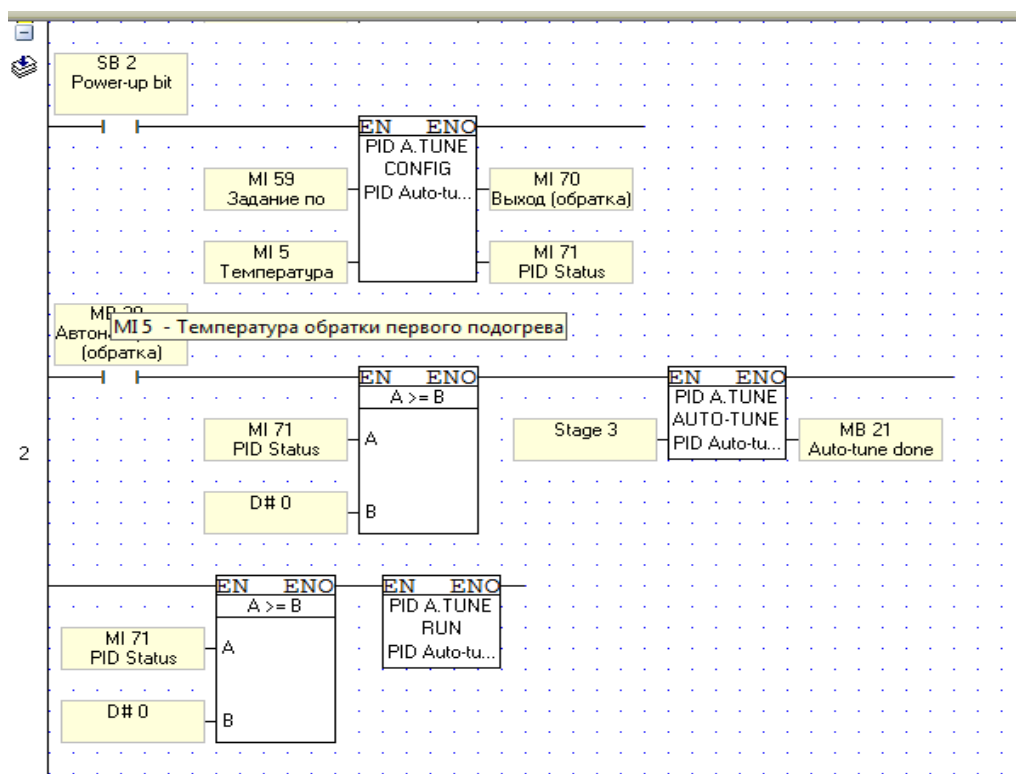 SB 2
Power-up bit
EN ENO
PID A.TUNE
CONFIG
PID Auto-tu...
MI 59
Задание по
MI 70
Выход (обратка)
MI 5
Температура
MI 71
PID Status
MI 5 - Температура обратки первого подогрева
(обратка)
EN ENO
A >= B
MI 71
PID Status
A
D# 0
B
Stage 3
EN ENO
PID A.TUNE
AUTO-TUNE
PID Auto-tu...
MB 21
Auto-tune done
2
EN ENO
A >= B
MI 71
PID Status
A
D# 0
B
EN ENO
PID A.TUNE
RUN
PID Auto-tu...